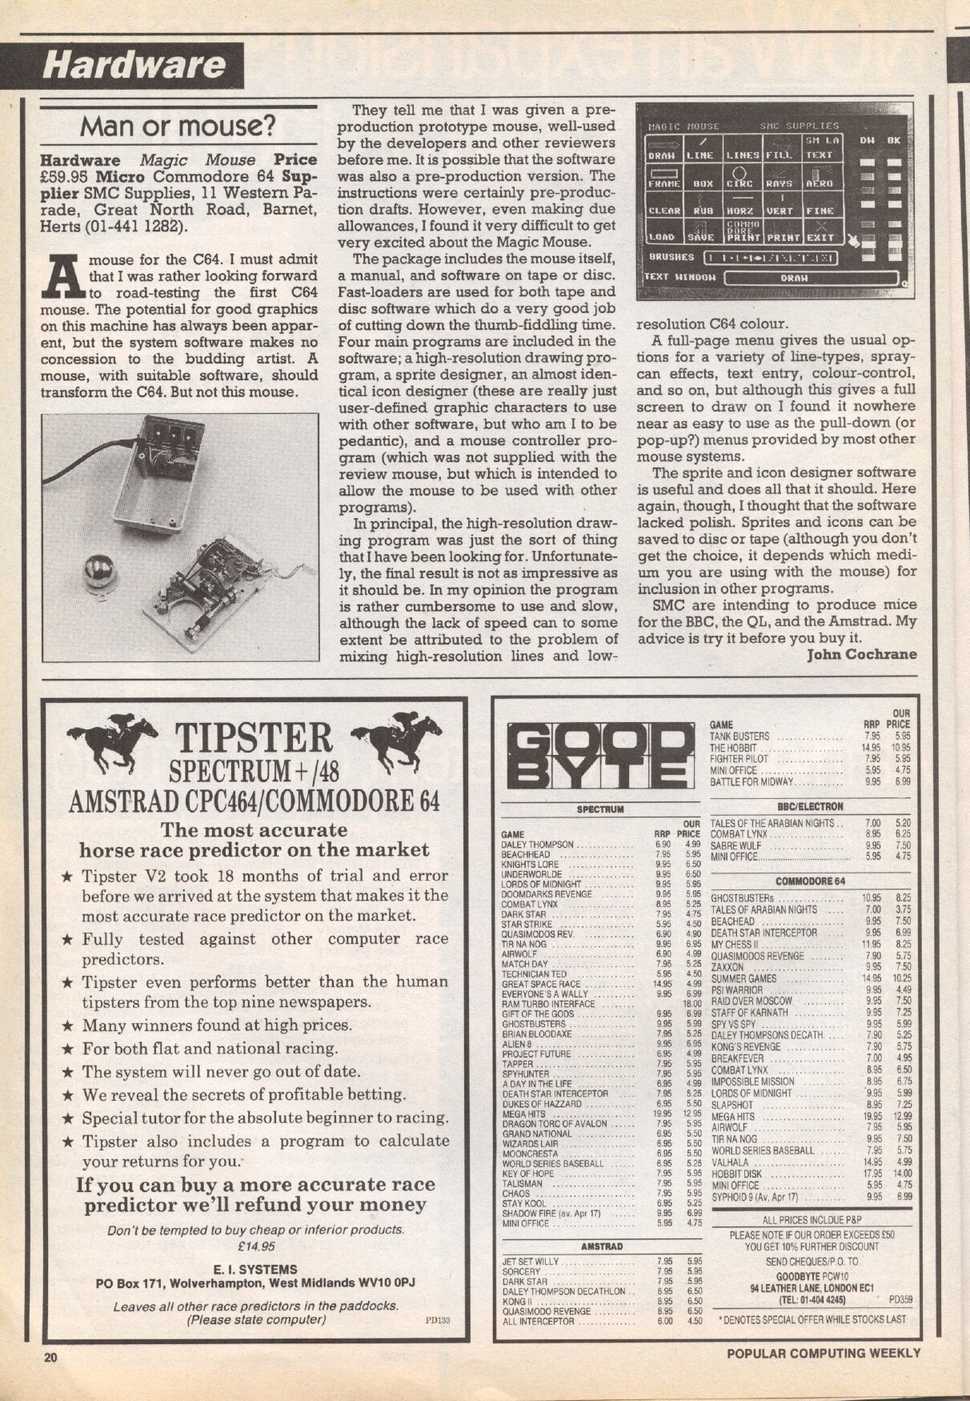 Hardware
Man or mouse?
Hardware Magic Mouse Price
£59.95 Micro Commodore 64 Sup-
plier SMC Supplies, 11 Western Pa-
rade, Great North Road, Barnet,
Herts (01-441 1282).
A mouse for the C64. I must admit
that I was rather looking forward
to road-testing the first C64
mouse. The potential for good graphics
on this machine has always been appar-
ent, but the system software makes no
concession to the budding artist. A
mouse, with suitable software, should
transform the C64. But not this mouse.
They tell me that I was given a pre-
production prototype mouse, well-used
by the developers and other reviewers
before me. It is possible that the software
was also a pre-production version. The
instructions were certainly pre-produc-
tion drafts. However, even making due
allowances, I found it very difficult to get
very excited about the Magic Mouse.
The package includes the mouse itself,
a manual, and software on tape or disc.
Fast-loaders are used for both tape and
disc software which do a very good job
of cutting down the thumb-fiddling time.
Four main programs are included in the
software; a high-resolution drawing pro-
gram, a sprite designer, an almost iden-
tical icon designer (these are really just
user-defined graphic characters to use
with other software, but who am I to be
pedantic), and a mouse controller pro-
gram (which was not supplied with the
review mouse, but which is intended to
allow the mouse to be used with other
programs).
In principal, the high-resolution draw-
ing program was just the sort of thing
that I have been looking for. Unfortunate-
ly, the final result is not as impressive as
it should be. In my opinion the program
is rather cumbersome to use and slow,
although the lack of speed can to some
extent be attributed to the problem of
mixing high-resolution lines and low-
MAGIC MOUSE SMC SUPPLIES
DRAW LINE LINES FILL SM LA TEXT DW BK
FRAME BOX CIRC RAYS AERO
CLEAR RUB HORZ VERT FINE
LOAD SAVE COMMO DORE PRINT PRINT EXIT
BRUSHES
TEXT WINDOW DRAW
resolution C64 colour.
A full-page menu gives the usual op-
tions for a variety of line-types, spray-
can effects, text entry, colour-control,
and so on, but although this gives a full
screen to draw on I found it nowhere
near as easy to use as the pull-down (or
pop-up?) menus provided by most other
mouse systems.
The sprite and icon designer software
is useful and does all that it should. Here
again, though, I thought that the software
lacked polish. Sprites and icons can be
saved to disc or tape (although you don't
get the choice, it depends which medi-
um you are using with the mouse) for
inclusion in other programs.
SMC are intending to produce mice
for the BBC, the QL, and the Amstrad. My
advice is try it before you buy it.
John Cochrane
TIPSTER
SPECTRUM+/48
AMSTRAD CPC464/COMMODORE 64
The most accurate
horse race predictor on the market
★ Tipster V2 took 18 months of trial and error
before we arrived at the system that makes it the
most accurate race predictor on the market.
★ Fully tested against other computer race
predictors.
★ Tipster even performs better than the human
tipsters from the top nine newspapers.
★ Many winners found at high prices.
★ For both flat and national racing.
★ The system will never go out of date.
★ We reveal the secrets of profitable betting.
★ Special tutor for the absolute beginner to racing.
★ Tipster also includes a program to calculate
your returns for you.
If you can buy a more accurate race
predictor we'll refund your money
Don't be tempted to buy cheap or inferior products.
£14.95
E. I. SYSTEMS
PO Box 171, Wolverhampton, West Midlands WV10 0PJ
Leaves all other race predictors in the paddocks.
(Please state computer) PD133
GOOD
BYTE
SPECTRUM
OUR
GAME RRP PRICE
DALEY THOMPSON 6.90 4.99
BEACHHEAD 7.95 5.95
KNIGHTS LORE 9.95 6.50
UNDERWORLDE 9.95 6.50
LORDS OF MIDNIGHT 9.95 5.95
DOOMDARKS REVENGE 9.95 5.95
COMBAT LYNX 8.95 5.25
DARK STAR 7.95 4.75
STAR STRIKE 5.95 4.50
QUASIMODOS REV. 6.90 4.90
TIR NA NOG 9.95 6.95
AIRWOLF 6.90 4.99
MATCH DAY 7.95 5.25
TECHNICIAN TED 5.95 4.50
GREAT SPACE RACE 14.95 4.99
EVERYONE'S A WALLY 9.95 6.99
RAM TURBO INTERFACE 18.00
GIFT OF THE GODS 9.95 6.99
GHOSTBUSTERS 9.95 5.99
BRIAN BLOODAXE 7.95 5.25
ALIEN 8 9.95 6.95
PROJECT FUTURE 6.95 4.99
TAPPER 7.95 5.95
SPYHUNTER 7.95 5.95
A DAY IN THE LIFE 6.95 4.99
DEATH STAR INTERCEPTOR 7.95 5.25
DUKES OF HAZZARD 6.95 5.50
MEGA HITS 19.95 12.95
DRAGON TORC OF AVALON 7.95 5.95
GRAND NATIONAL 6.95 5.50
WIZARDS LAIR 6.95 5.50
MOONCRESTA 6.95 5.50
WORLD SERIES BASEBALL 6.95 5.25
KEY OF HOPE 7.95 5.95
TALISMAN 7.95 5.95
CHAOS 7.95 5.95
STAY KOOL 6.95 5.25
SHADOW FIRE (av. Apr 17) 9.95 6.99
MINI OFFICE 5.95 4.75
AMSTRAD
JET SET WILLY 7.95 5.95
SORCERY 7.95 5.95
DARK STAR 7.95 5.95
DALEY THOMPSON DECATHLON 6.95 6.50
KONG II 8.95 6.50
QUASIMODO REVENGE 8.95 6.50
ALL INTERCEPTOR 6.00 4.50
OUR
GAME RRP PRICE
TANK BUSTERS 7.95 5.95
THE HOBBIT 14.95 10.95
FIGHTER PILOT 7.95 5.95
MINI OFFICE 5.95 4.75
BATTLE FOR MIDWAY 9.95 6.99
BBC/ELECTRON
TALES OF THE ARABIAN NIGHTS 7.00 5.20
COMBAT LYNX 8.95 6.25
SABRE WULF 9.95 7.50
MINI OFFICE 5.95 4.75
COMMODORE 64
GHOSTBUSTERs 10.95 8.25
TALES OF ARABIAN NIGHTS 7.00 3.75
BEACHEAD 9.95 7.50
DEATH STAR INTERCEPTOR 9.95 6.99
MY CHESS II 11.95 8.25
QUASIMODOS REVENGE 7.90 5.75
ZAXXON 9.95 7.50
SUMMER GAMES 14.95 10.25
PSI WARRIOR 9.95 4.49
RAID OVER MOSCOW 9.95 7.50
STAFF OF KARNATH 9.95 7.25
SPY VS SPY 9.95 5.99
DALEY THOMPSONS DECATH. 7.90 5.25
KONG'S REVENGE 7.90 5.75
BREAKFEVER 7.00 4.95
COMBAT LYNX 8.95 6.50
IMPOSSIBLE MISSION 8.95 6.75
LORDS OF MIDNIGHT 9.95 5.99
SLAPSHOT 8.95 7.25
MEGA HITS 19.95 12.99
AIRWOLF 7.95 5.95
TIR NA NOG 9.95 7.50
WORLD SERIES BASEBALL 7.95 5.75
VALHALA 14.95 4.99
HOBBIT DISK 17.95 14.00
MINI OFFICE 5.95 4.75
SYPHOID 9 (Av. Apr 17) 9.95 6.99
ALL PRICES INCLDUE P&P
PLEASE NOTE IF OUR ORDER EXCEEDS £50
YOU GET 10% FURTHER DISCOUNT
SEND CHEQUES/P.O. TO
GOODBYTE PCW10
94 LEATHER LANE, LONDON EC1
(TEL: 01-404 4245) PD359
*DENOTES SPECIAL OFFER WHILE STOCKS LAST
20
POPULAR COMPUTING WEEKLY